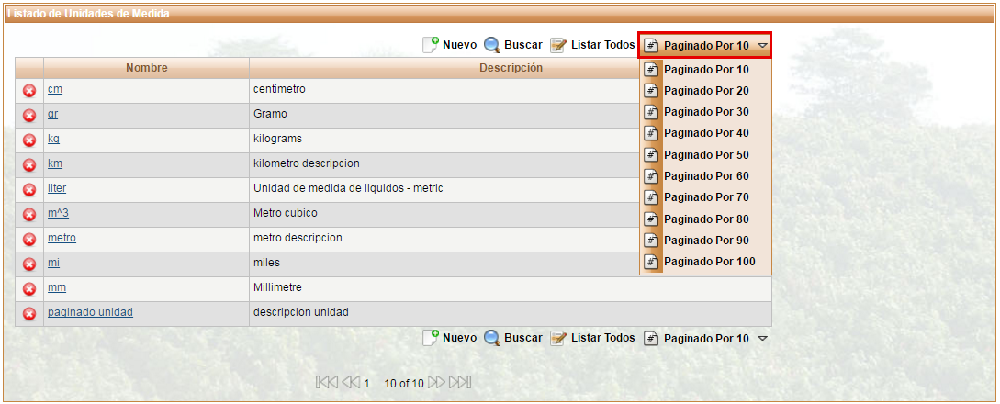 Listado de Unidades de Medida
Nuevo Buscar Listar Todos # Paginado Por 10
Nombre Descripción
# Paginado Por 10
# Paginado Por 20
# Paginado Por 30
# Paginado Por 40
# Paginado Por 50
# Paginado Por 60
# Paginado Por 70
# Paginado Por 80
# Paginado Por 90
# Paginado Por 100
cm centimetro
gr Gramo
kg kilograms
km kilometro descripcion
liter Unidad de medida de liquidos - metric
m^3 Metro cubico
metro metro descripcion
mi miles
mm Millimetre
paginado unidad descripcion unidad
Nuevo Buscar Listar Todos # Paginado Por 10
1 ... 10 of 10